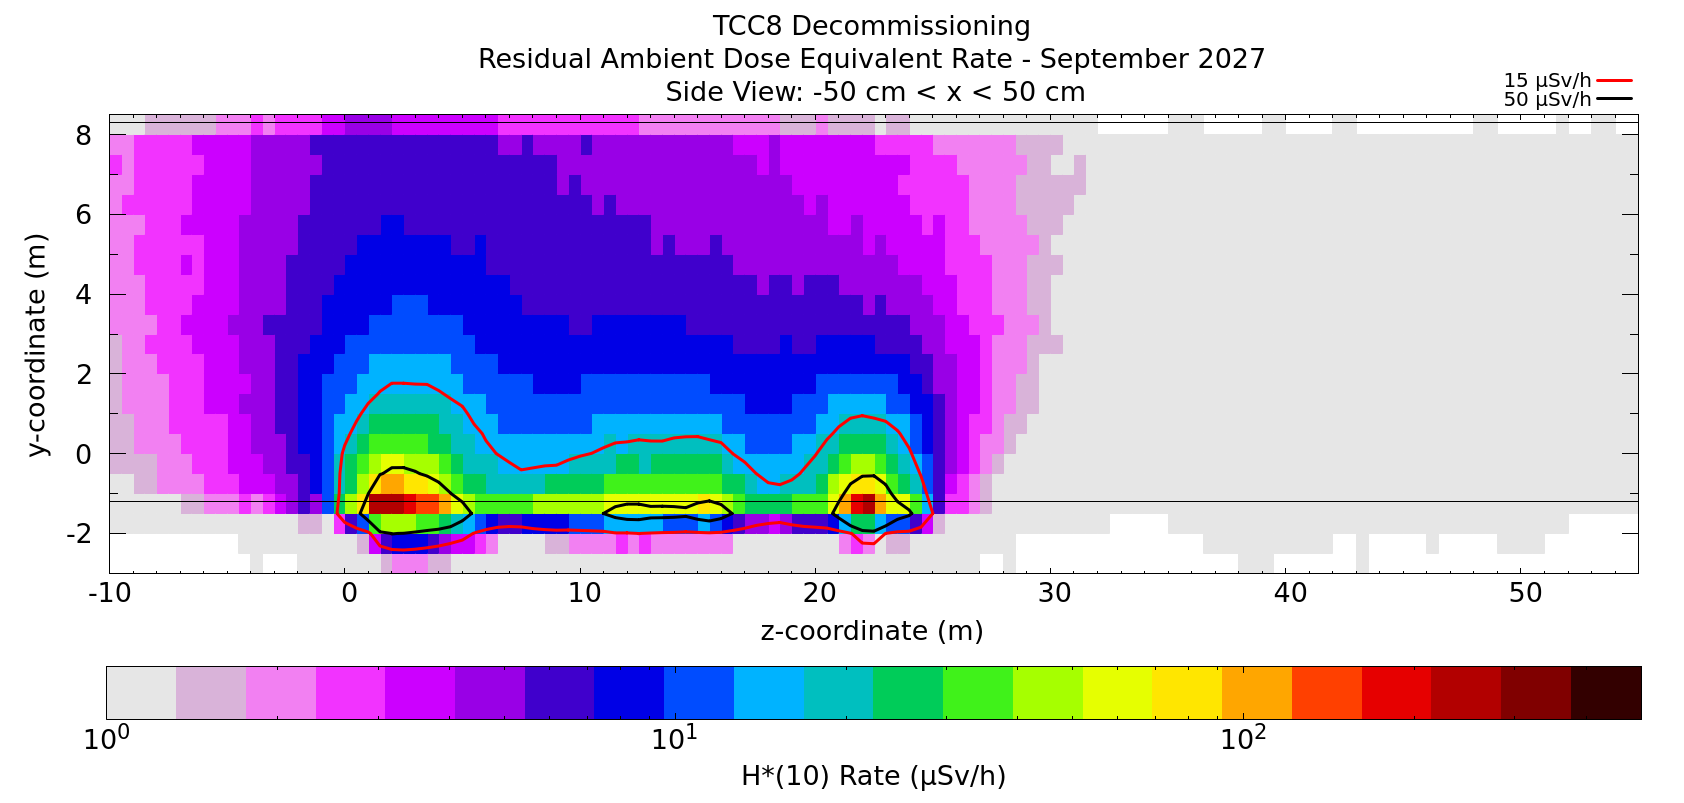 TCC8 Decommissioning
Residual Ambient Dose Equivalent Rate - September 2027
Side View: -50 cm < x < 50 cm
15 µSv/h
50 µSv/h
8
6
4
2
0
-2
y-coordinate (m)
-10 0 10 20 30 40 50
z-coordinate (m)
10⁰ 10¹ 10²
H*(10) Rate (µSv/h)